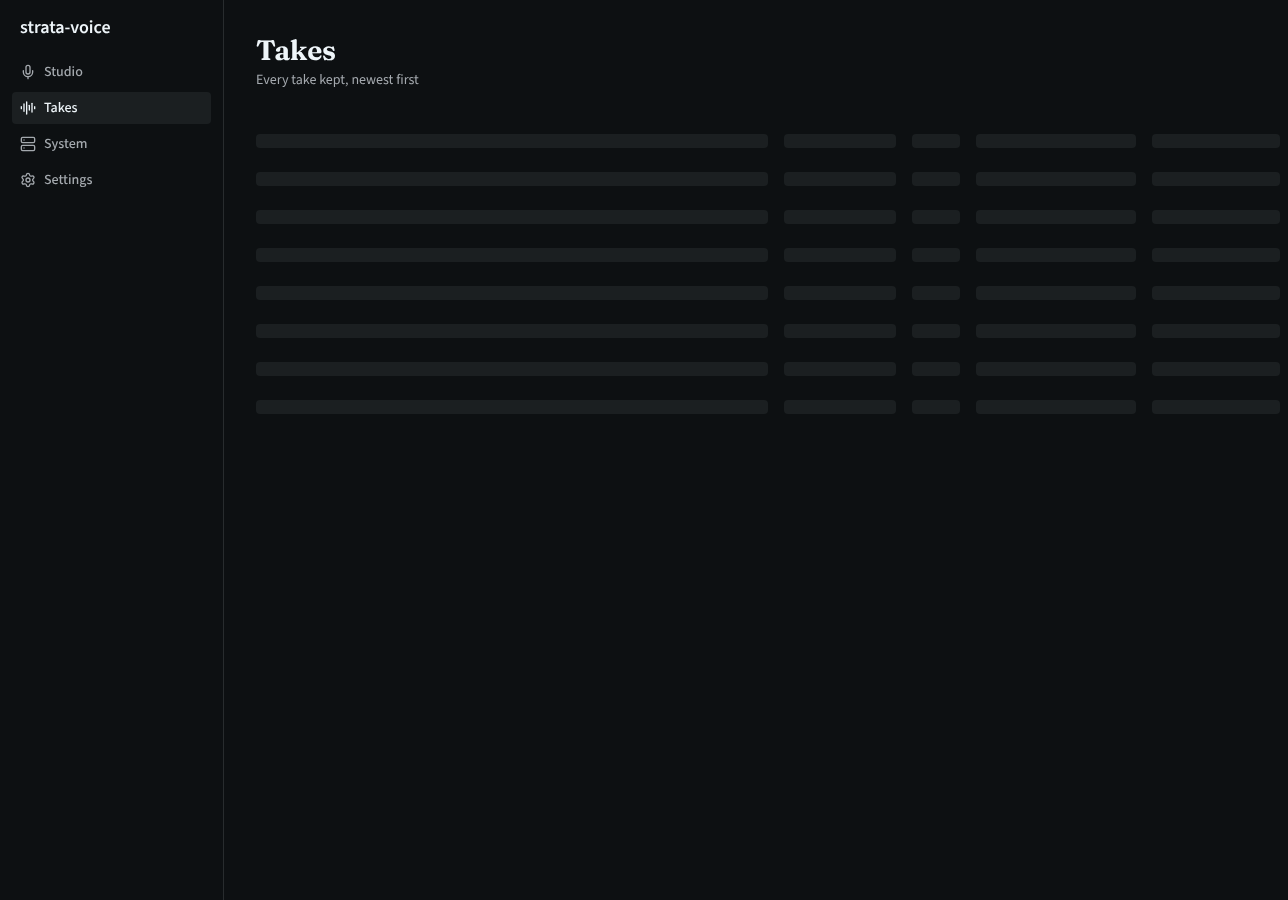 strata-voice
Studio
Takes
System
Settings
Takes
Every take kept, newest first